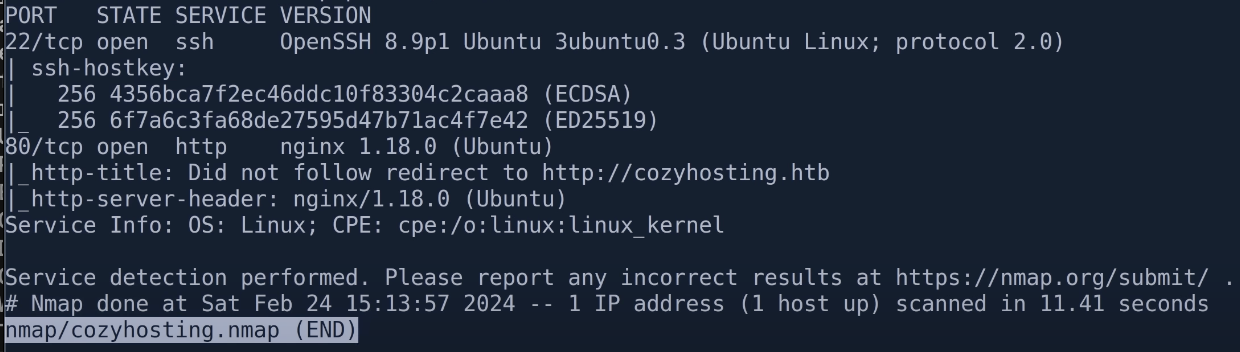 PORT   STATE SERVICE VERSION
22/tcp open  ssh     OpenSSH 8.9p1 Ubuntu 3ubuntu0.3 (Ubuntu Linux; protocol 2.0)
| ssh-hostkey:
|   256 4356bca7f2ec46ddc10f83304c2caaa8 (ECDSA)
|_  256 6f7a6c3fa68de27595d47b71ac4f7e42 (ED25519)
80/tcp open  http    nginx 1.18.0 (Ubuntu)
|_http-title: Did not follow redirect to http://cozyhosting.htb
|_http-server-header: nginx/1.18.0 (Ubuntu)
Service Info: OS: Linux; CPE: cpe:/o:linux:linux_kernel

Service detection performed. Please report any incorrect results at https://nmap.org/submit/ .
# Nmap done at Sat Feb 24 15:13:57 2024 -- 1 IP address (1 host up) scanned in 11.41 seconds
nmap/cozyhosting.nmap (END)